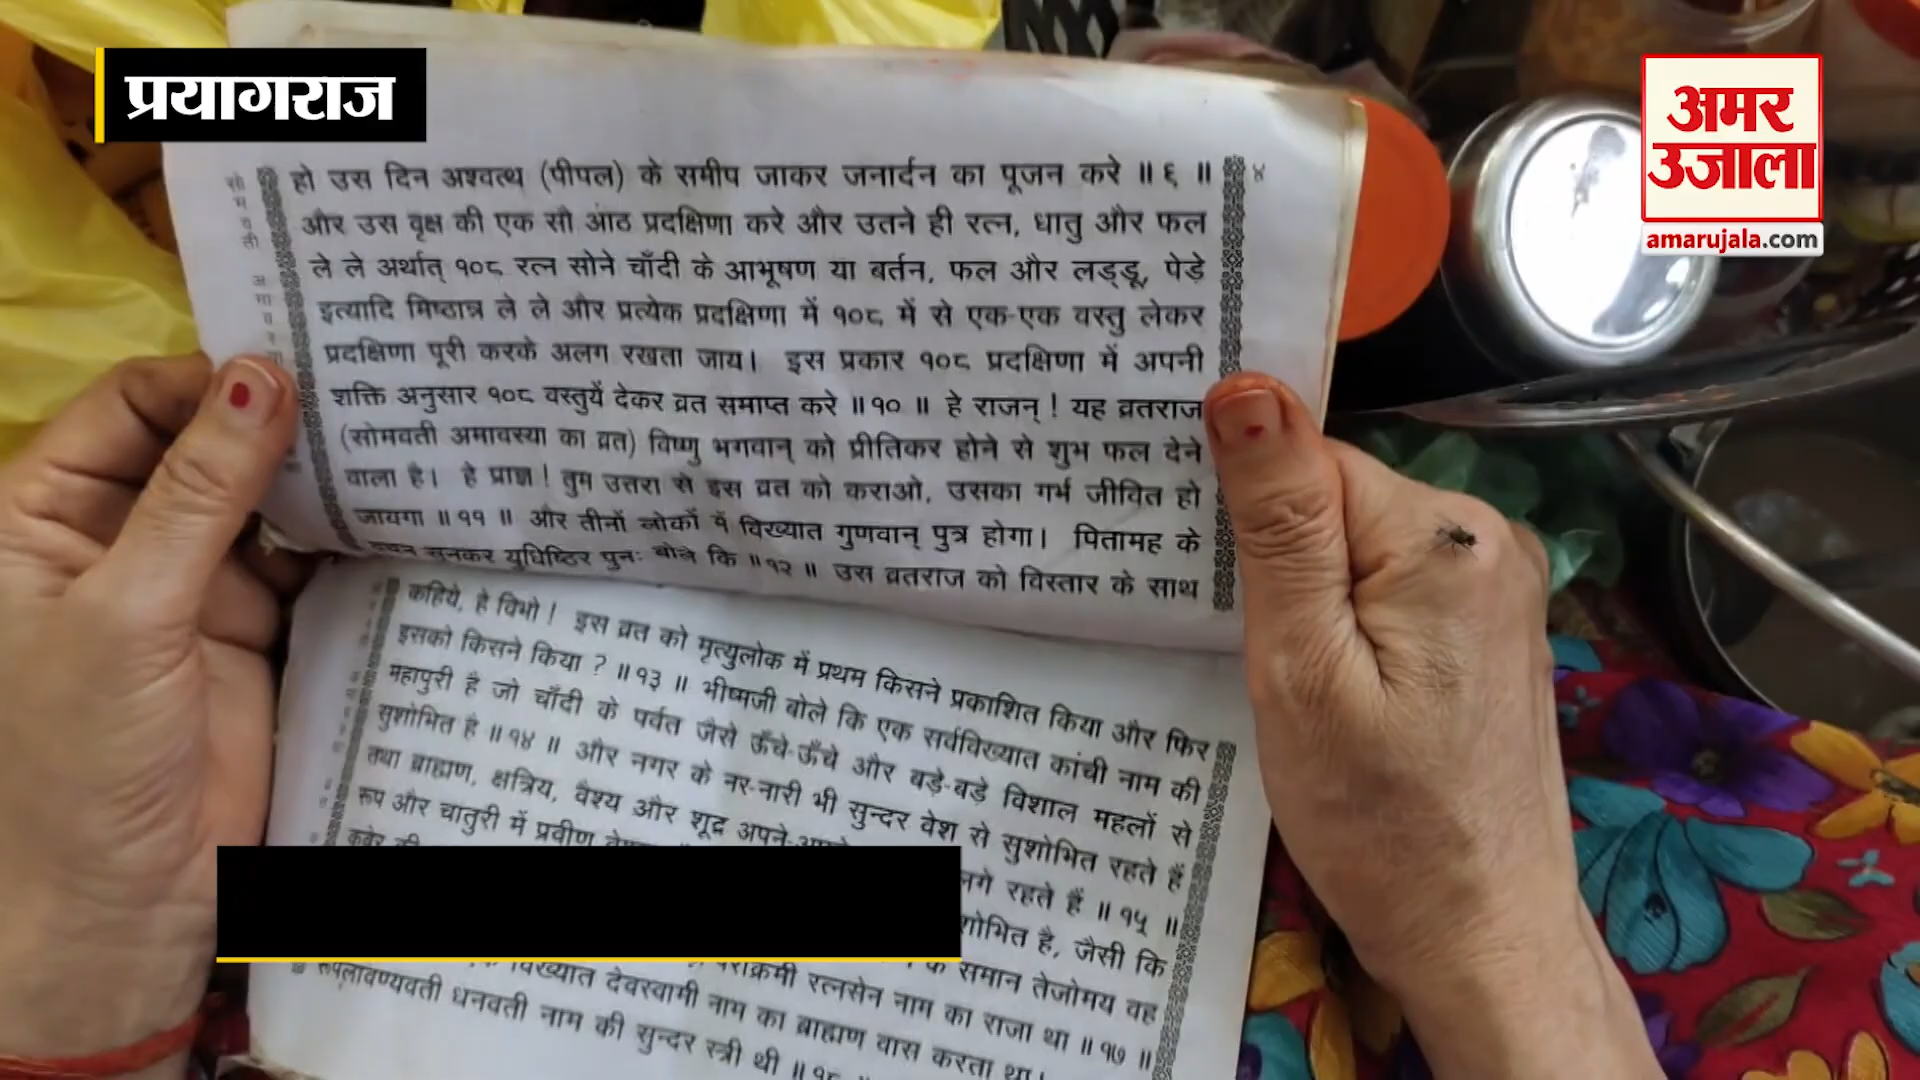 प्रयागराज
अमर
उजाला
amarujala.com
४
हो उस दिन अश्वत्थ (पीपल) के समीप जाकर जनार्दन का पूजन करे ॥ ६ ॥
और उस वृक्ष की एक सौ आठ प्रदक्षिणा करे और उतने ही रत्न, धातु और फल
ले ले अर्थात् १०८ रत्न सोने चाँदी के आभूषण या बर्तन, फल और लड्डू, पेड़े
इत्यादि मिष्ठान्न ले ले और प्रत्येक प्रदक्षिणा में १०८ में से एक-एक वस्तु लेकर
प्रदक्षिणा पूरी करके अलग रखता जाय। इस प्रकार १०८ प्रदक्षिणा में अपनी
शक्ति अनुसार १०८ वस्तुयें देकर व्रत समाप्त करे ॥ १० ॥ हे राजन् ! यह व्रतराज
(सोमवती अमावस्या का व्रत) विष्णु भगवान् को प्रीतिकर होने से शुभ फल देने
वाला है। हे प्राज्ञ ! तुम उत्तरा से इस व्रत को कराओ, उसका गर्भ जीवित हो
जायगा ॥ ११ ॥ और तीनों लोकों में विख्यात गुणवान् पुत्र होगा। पितामह के
सुनकर युधिष्ठिर पुनः बोले कि ॥ १२ ॥ उस व्रतराज को विस्तार के साथ
कहिये, हे विभो ! इस व्रत को मृत्युलोक में प्रथम किसने प्रकाशित किया और फिर
इसको किसने किया ? ॥ १३ ॥ भीष्मजी बोले कि एक सर्वविख्यात कांची नाम की
महापुरी है जो चाँदी के पर्वत जैसे ऊँचे-ऊँचे और बड़े-बड़े विशाल महलों से
सुशोभित है ॥ १४ ॥ और नगर के नर-नारी भी सुन्दर वेश से सुशोभित रहते हैं
तथा ब्राह्मण, क्षत्रिय, वैश्य और शूद्र अपने-अपने लगे रहते हैं ॥ १५ ॥
रूप और चातुरी में प्रवीण शोभित है, जैसी कि
के समान तेजोमय वह
पराक्रमी रत्नसेन नाम का राजा था ॥ १७ ॥
विख्यात देवस्वामी नाम का ब्राह्मण वास करता था।
रूपलावण्यवती धनवती नाम की सुन्दर स्त्री थी ॥